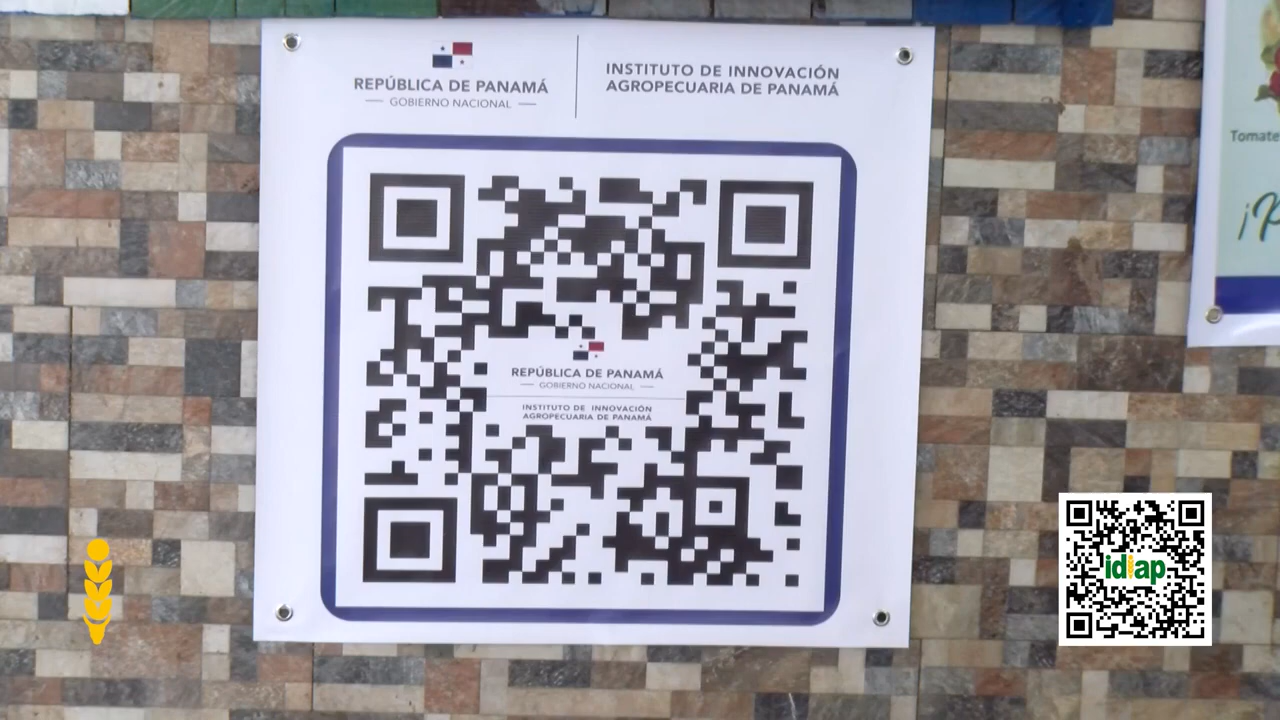 REPÚBLICA DE PANAMÁ
GOBIERNO NACIONAL
INSTITUTO DE INNOVACIÓN
AGROPECUARIA DE PANAMÁ
REPÚBLICA DE PANAMÁ
GOBIERNO NACIONAL
INSTITUTO DE INNOVACIÓN
AGROPECUARIA DE PANAMÁ
Tomate
idiap